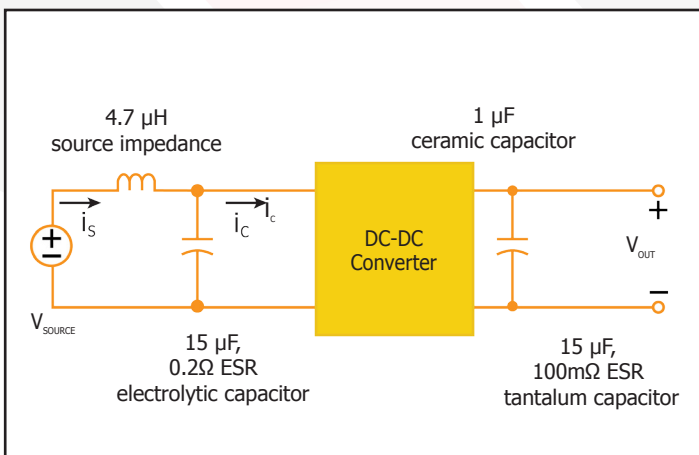 4.7 µH
source impedance
1 µF
ceramic capacitor
i_S
i_C
i_c
DC-DC
Converter
+
−
+
V_OUT
−
V_SOURCE
15 µF,
0.2Ω ESR
electrolytic capacitor
15 µF,
100mΩ ESR
tantalum capacitor